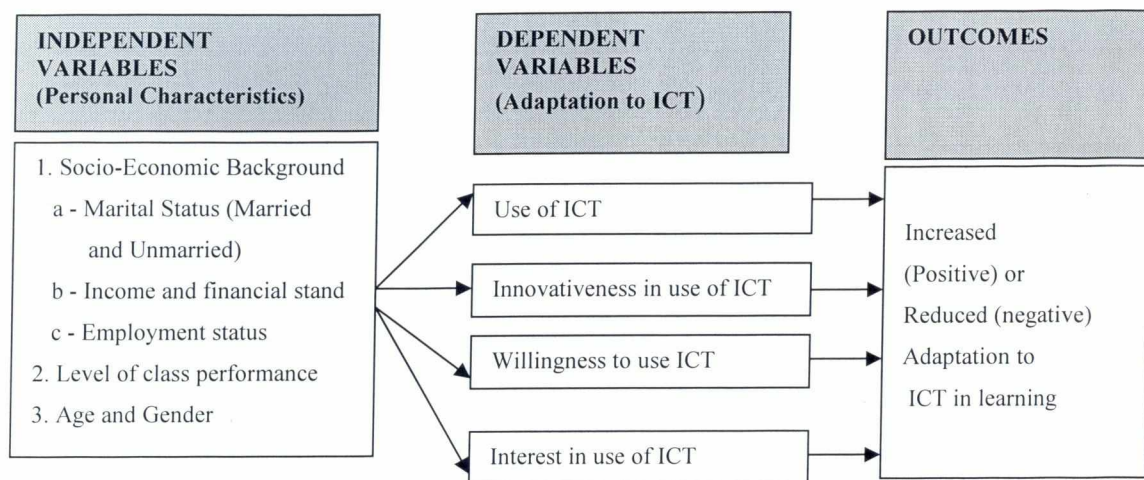 INDEPENDENT
VARIABLES
(Personal Characteristics)
1. Socio-Economic Background
a - Marital Status (Married
and Unmarried)
b - Income and financial stand
c - Employment status
2. Level of class performance
3. Age and Gender
DEPENDENT
VARIABLES
(Adaptation to ICT)
Use of ICT
Innovativeness in use of ICT
Willingness to use ICT
Interest in use of ICT
OUTCOMES
Increased
(Positive) or
Reduced (negative)
Adaptation to
ICT in learning